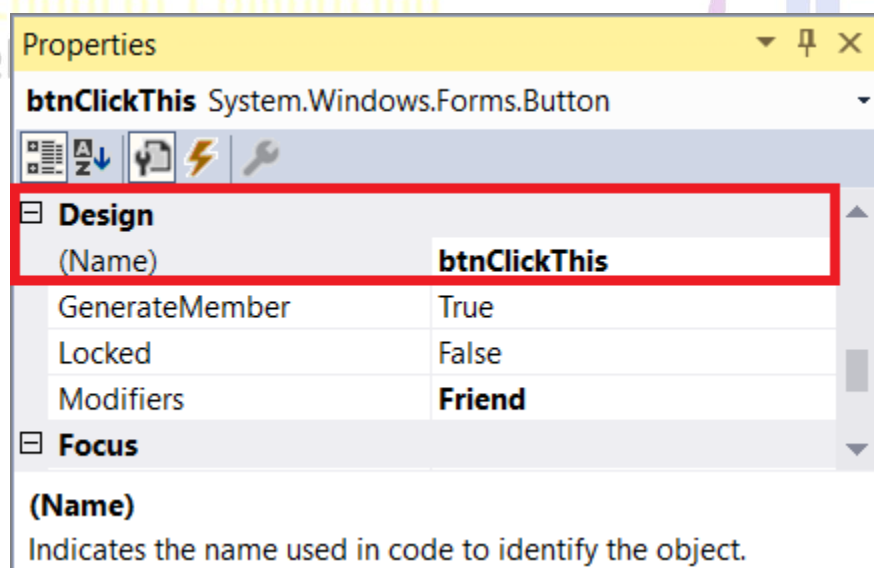 Properties
btnClickThis System.Windows.Forms.Button
Design
(Name) btnClickThis
GenerateMember True
Locked False
Modifiers Friend
Focus
(Name)
Indicates the name used in code to identify the object.